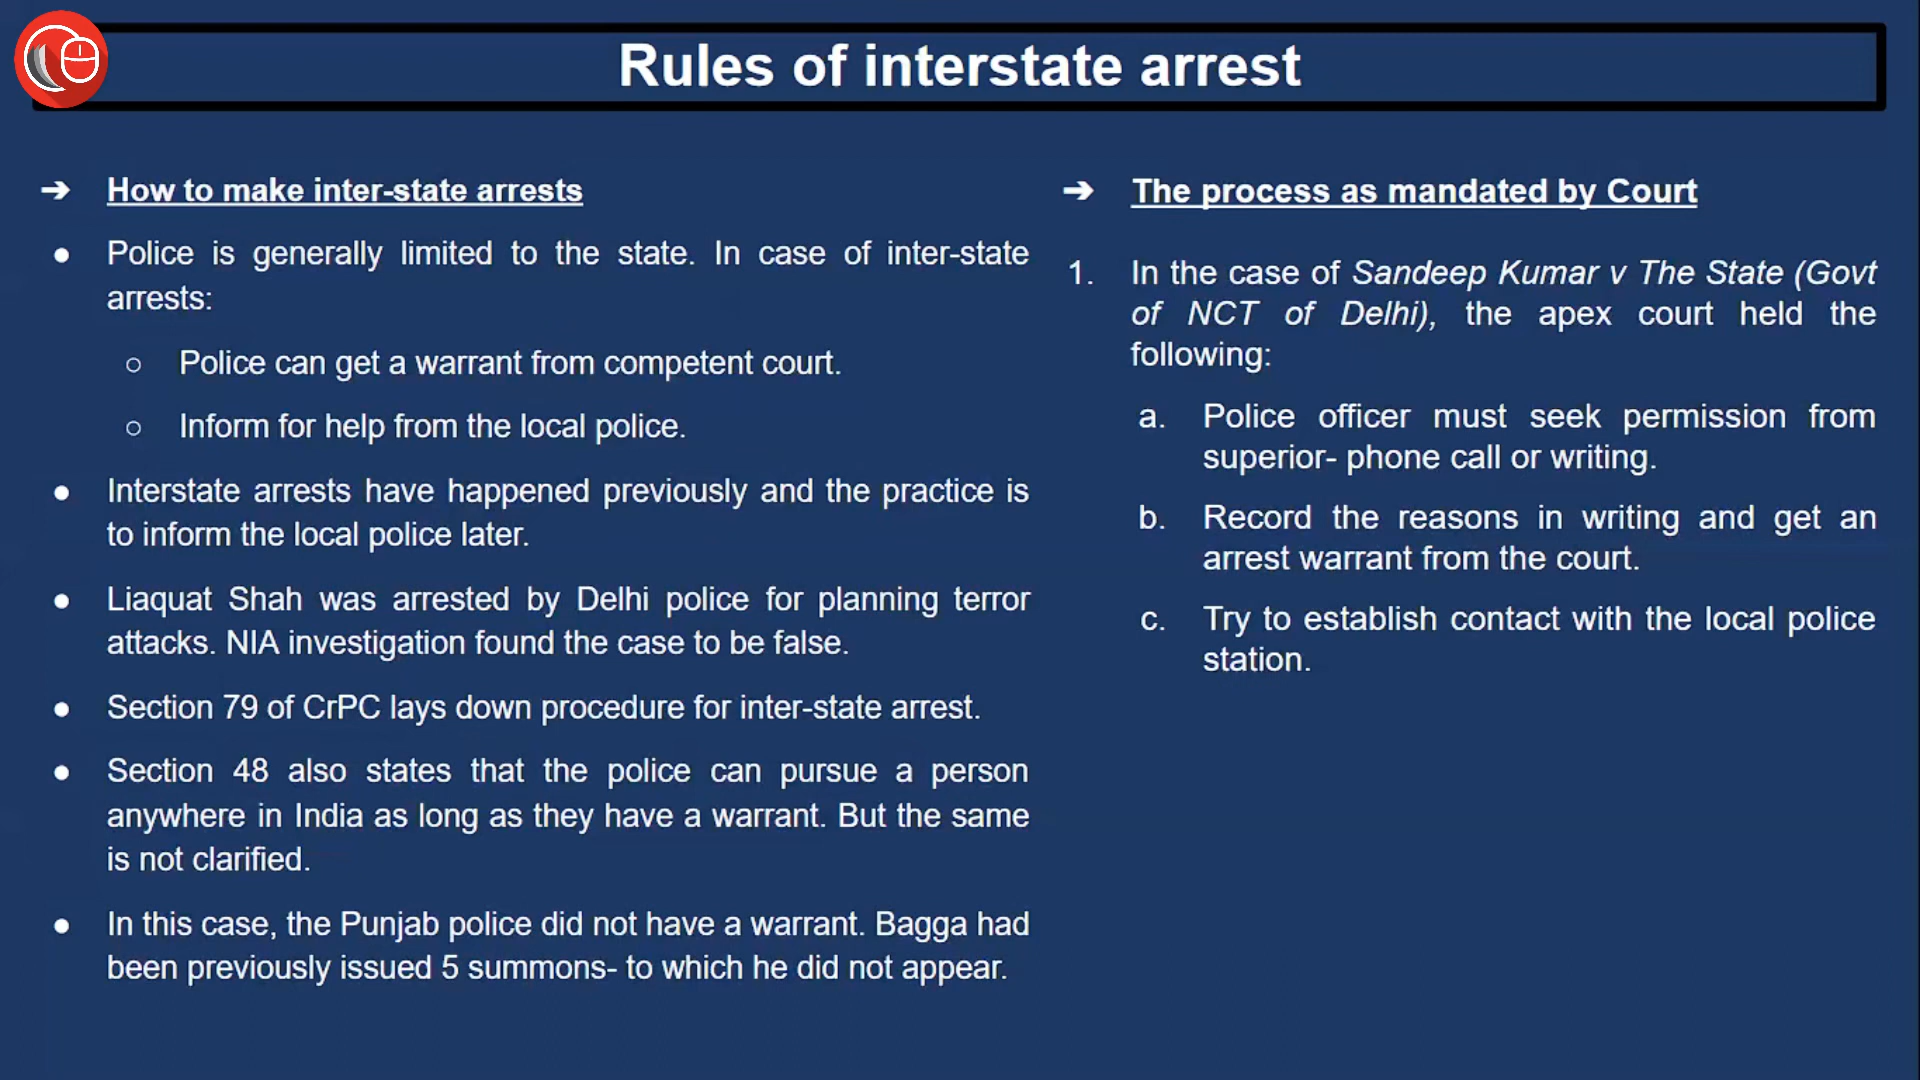 Rules of interstate arrest
➔ How to make inter-state arrests
● Police is generally limited to the state. In case of inter-state
arrests:
○ Police can get a warrant from competent court.
○ Inform for help from the local police.
● Interstate arrests have happened previously and the practice is
to inform the local police later.
● Liaquat Shah was arrested by Delhi police for planning terror
attacks. NIA investigation found the case to be false.
● Section 79 of CrPC lays down procedure for inter-state arrest.
● Section 48 also states that the police can pursue a person
anywhere in India as long as they have a warrant. But the same
is not clarified.
● In this case, the Punjab police did not have a warrant. Bagga had
been previously issued 5 summons- to which he did not appear.
➔ The process as mandated by Court
1. In the case of Sandeep Kumar v The State (Govt
of NCT of Delhi), the apex court held the
following:
a. Police officer must seek permission from
superior- phone call or writing.
b. Record the reasons in writing and get an
arrest warrant from the court.
c. Try to establish contact with the local police
station.